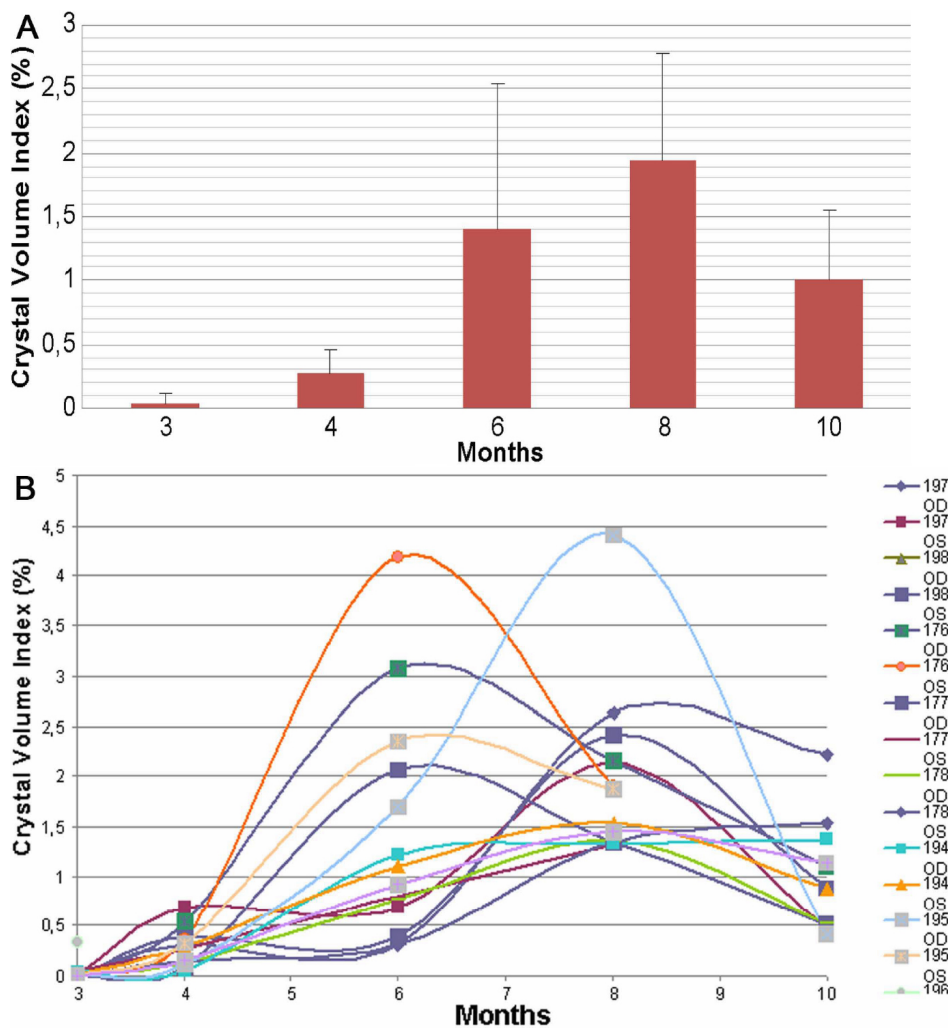 A
Crystal Volume Index (%)
3
2,5
2
1,5
1
0,5
0
3 4 6 8 10
Months
B
Crystal Volume Index (%)
5
4,5
4
3,5
3
2,5
2
1,5
1
0,5
0
3 4 5 6 7 8 9 10
Months
197
OD
197
OS
198
OD
198
OS
176
OD
176
OS
177
OD
177
OS
178
OD
178
OS
194
OD
194
OS
195
OD
195
OS
196